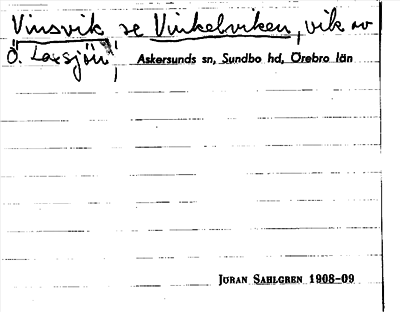 Vinsvik se Vinkelviken, vik av
Ö. Laxsjön, Askersunds sn, Sundbo hd, Örebro län
JÖRAN SAHLGREN 1908-09